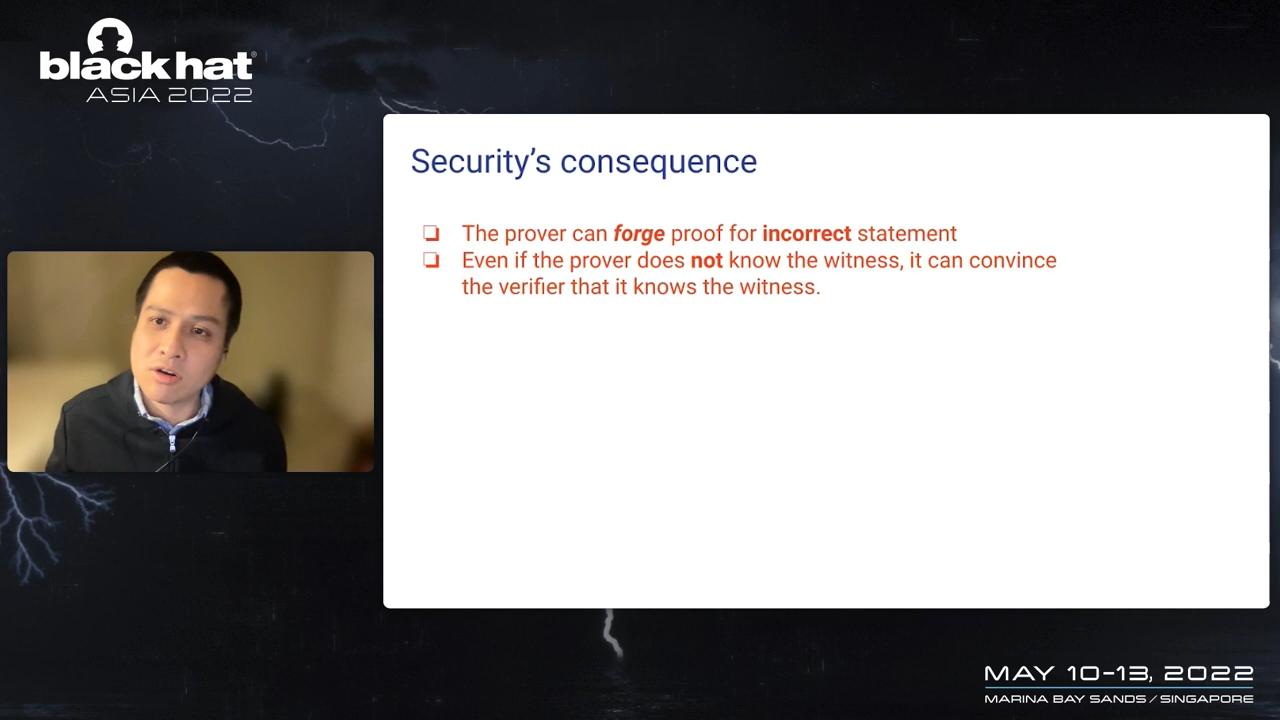 black hat®
ASIA 2022
Security's consequence
❏ The prover can forge proof for incorrect statement
❏ Even if the prover does not know the witness, it can convince
the verifier that it knows the witness.
MAY 10-13, 2022
MARINA BAY SANDS / SINGAPORE